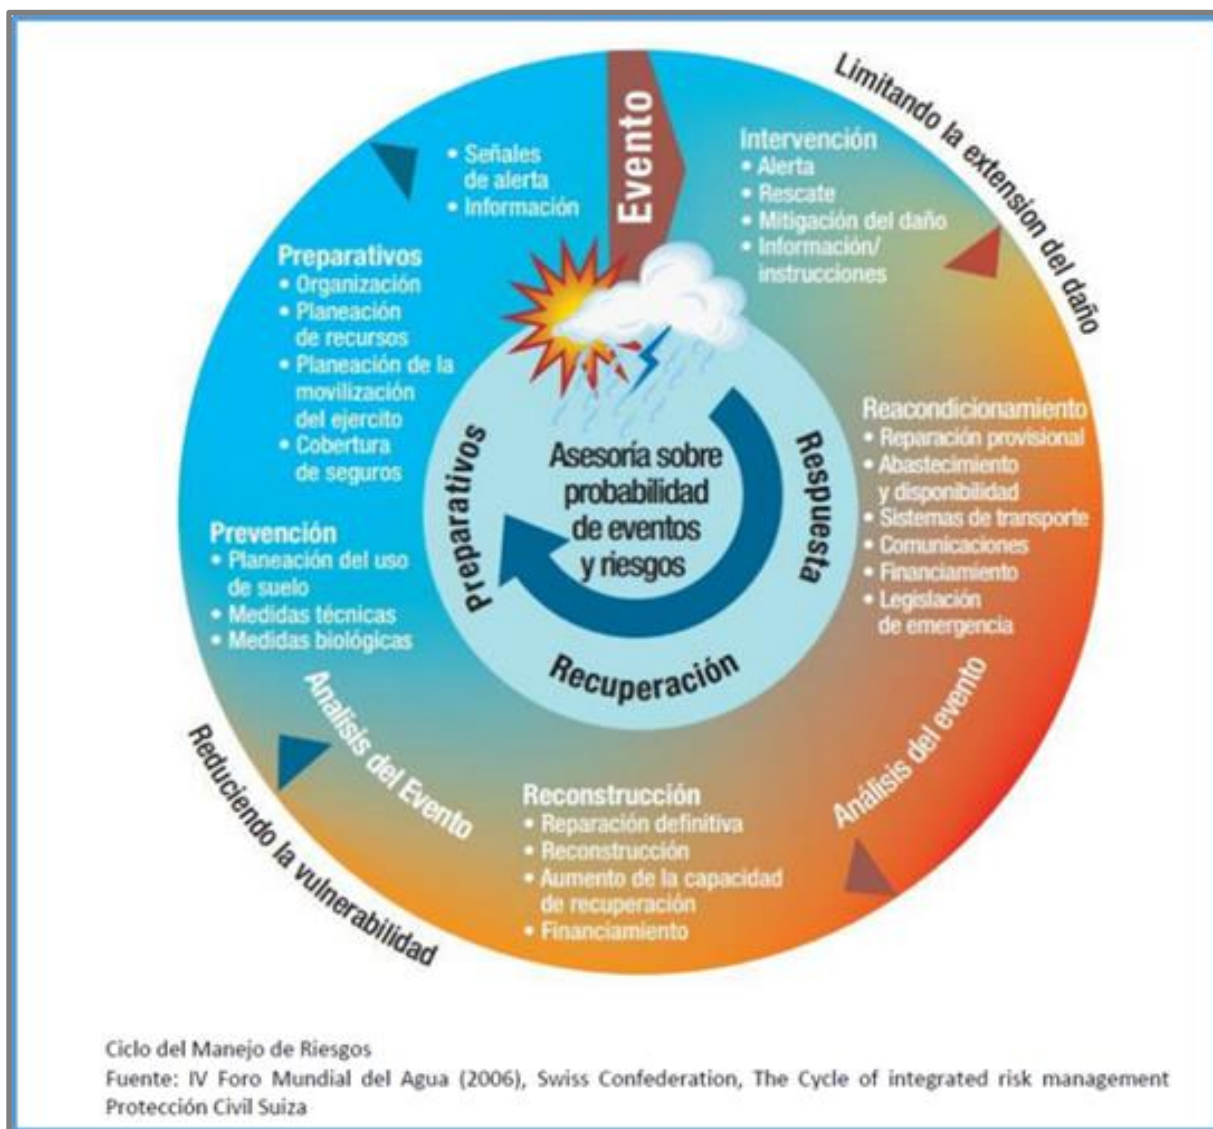 Evento
Limitando la extension del daño
Intervención
• Alerta
• Rescate
• Mitigación del daño
• Información/
instrucciones
Reacondicionamiento
• Reparación provisional
• Abastecimiento
y disponibilidad
• Sistemas de transporte
• Comunicaciones
• Financiamiento
• Legislación
de emergencia
Análisis del evento
Reconstrucción
• Reparación definitiva
• Reconstrucción
• Aumento de la capacidad
de recuperación
• Financiamiento
Analisis del Evento
Reduciendo la vulnerabilidad
Prevención
• Planeación del uso
de suelo
• Medidas técnicas
• Medidas biológicas
Preparativos
• Organización
• Planeación
de recursos
• Planeación de la
movilización
del ejercito
• Cobertura
de seguros
• Señales
de alerta
• Información
Respuesta
Recuperación
Preparativos
Asesoría sobre
probabilidad
de eventos
y riesgos
Ciclo del Manejo de Riesgos
Fuente: IV Foro Mundial del Agua (2006), Swiss Confederation, The Cycle of integrated risk management
Protección Civil Suiza